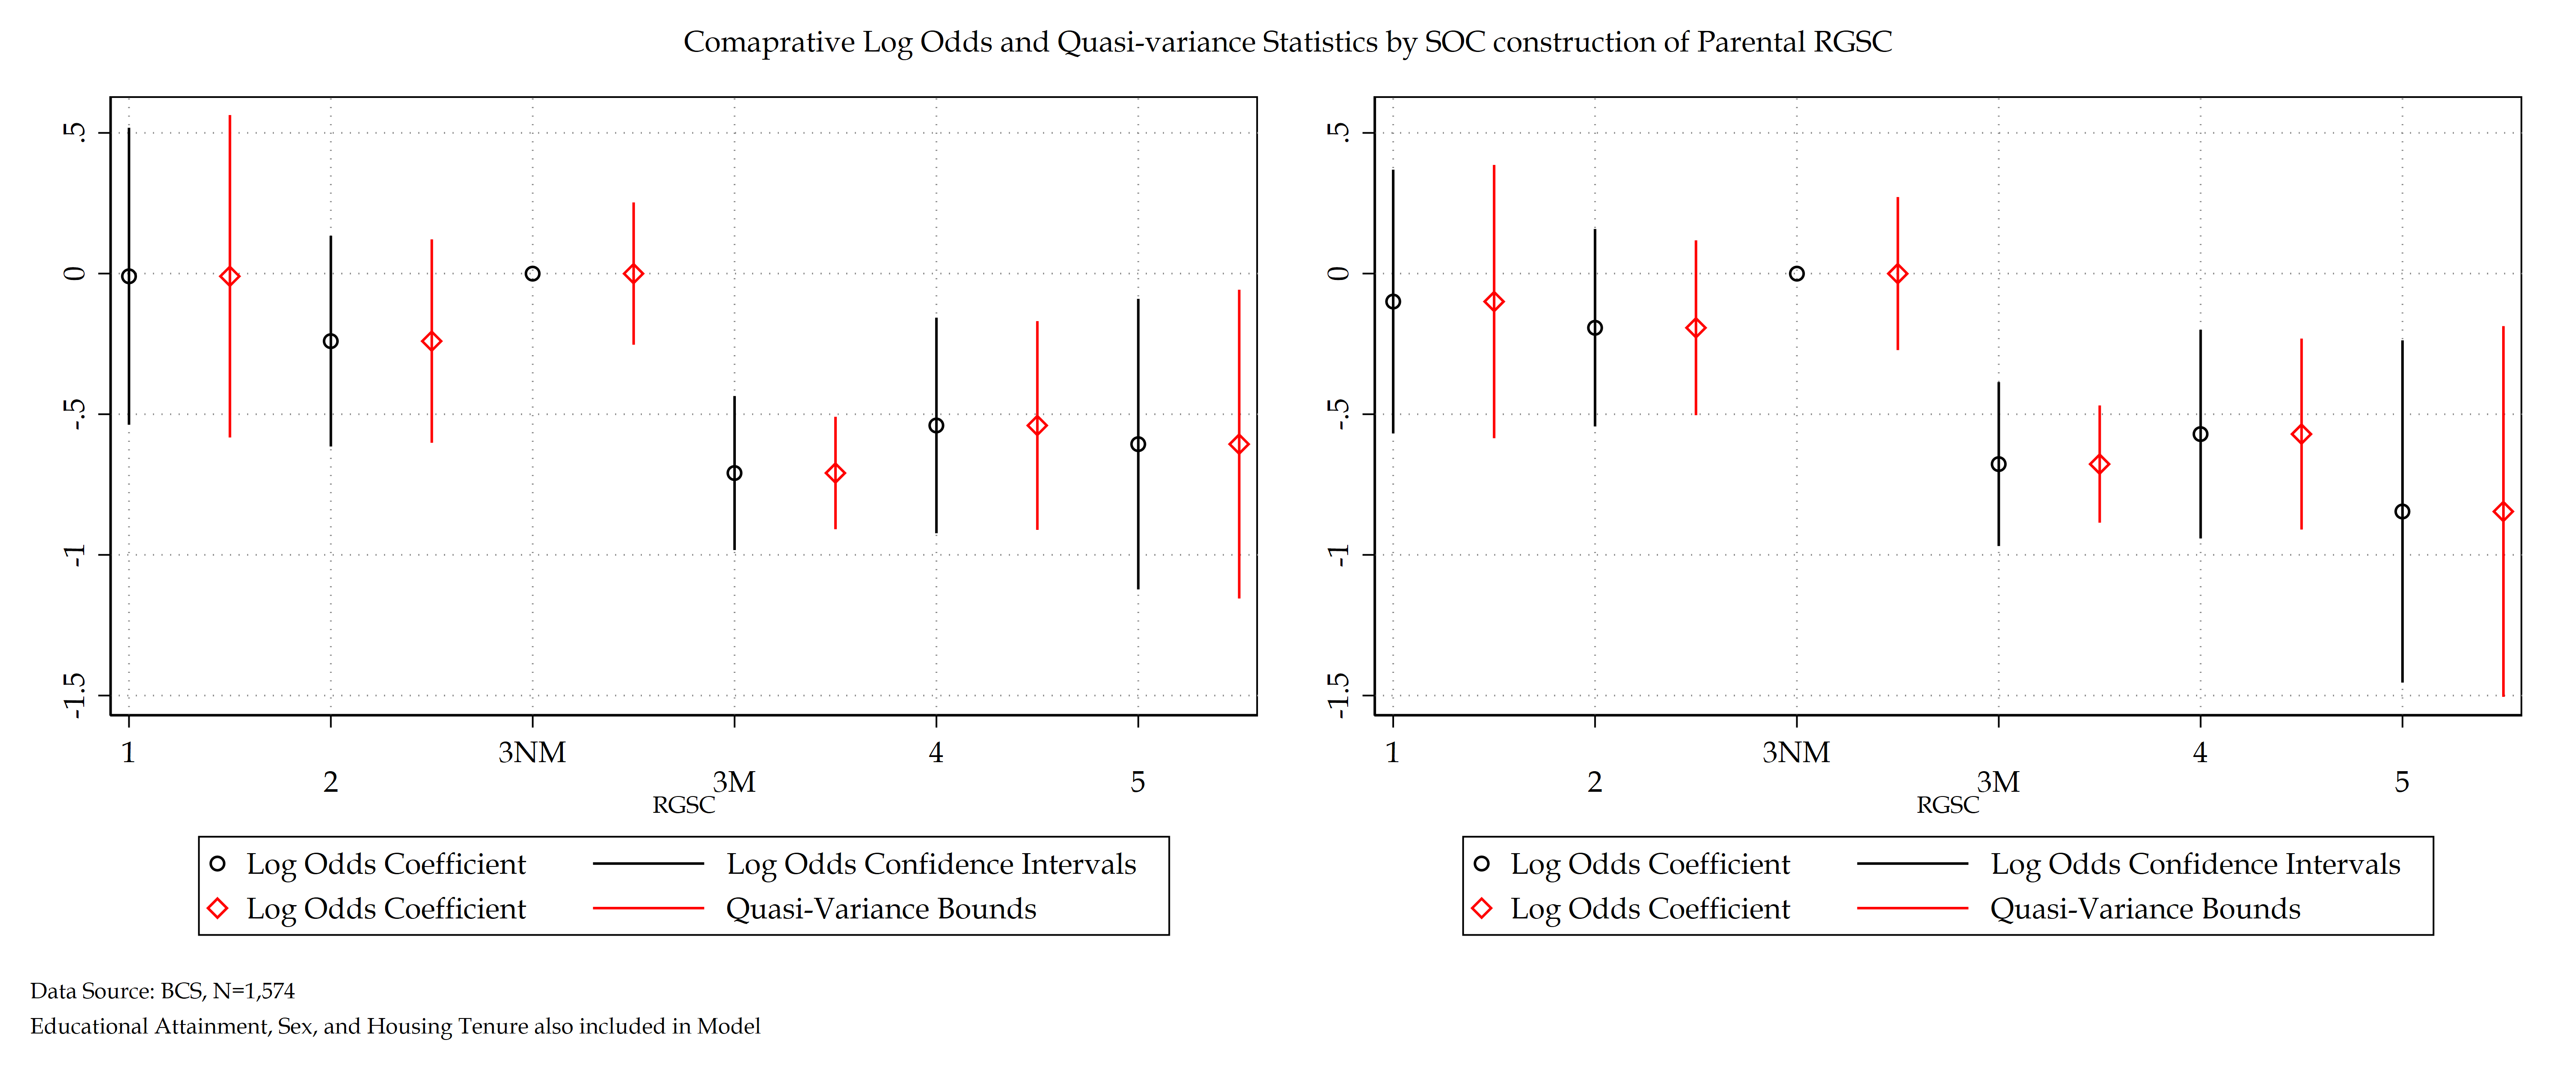 Comaprative Log Odds and Quasi-variance Statistics by SOC construction of Parental RGSC
.5
0
-.5
-1
-1.5
1
2
3NM
3M
4
5
RGSC
Log Odds Coefficient
Log Odds Confidence Intervals
Log Odds Coefficient
Quasi-Variance Bounds
.5
0
-.5
-1
-1.5
1
2
3NM
3M
4
5
RGSC
Log Odds Coefficient
Log Odds Confidence Intervals
Log Odds Coefficient
Quasi-Variance Bounds
Data Source: BCS, N=1,574
Educational Attainment, Sex, and Housing Tenure also included in Model